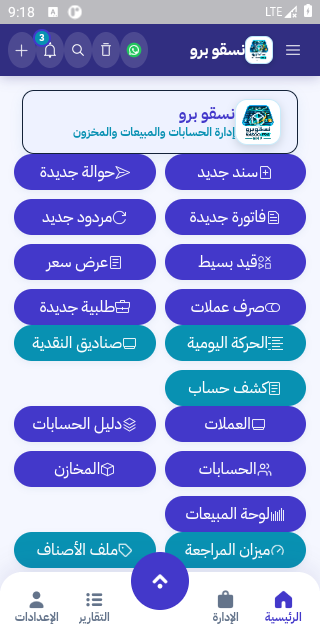 9:18 A LTE
نسقو برو
3
نسقو برو
إدارة الحسابات والمبيعات والمخزون
سند جديد
حوالة جديدة
فاتورة جديدة
مردود جديد
قيد بسيط
عرض سعر
صرف عملات
طلبية جديدة
الحركة اليومية
صناديق النقدية
كشف حساب
العملات
دليل الحسابات
الحسابات
المخازن
لوحة المبيعات
ميزان المراجعة
ملف الأصناف
الرئيسية
الإدارة
التقارير
الإعدادات